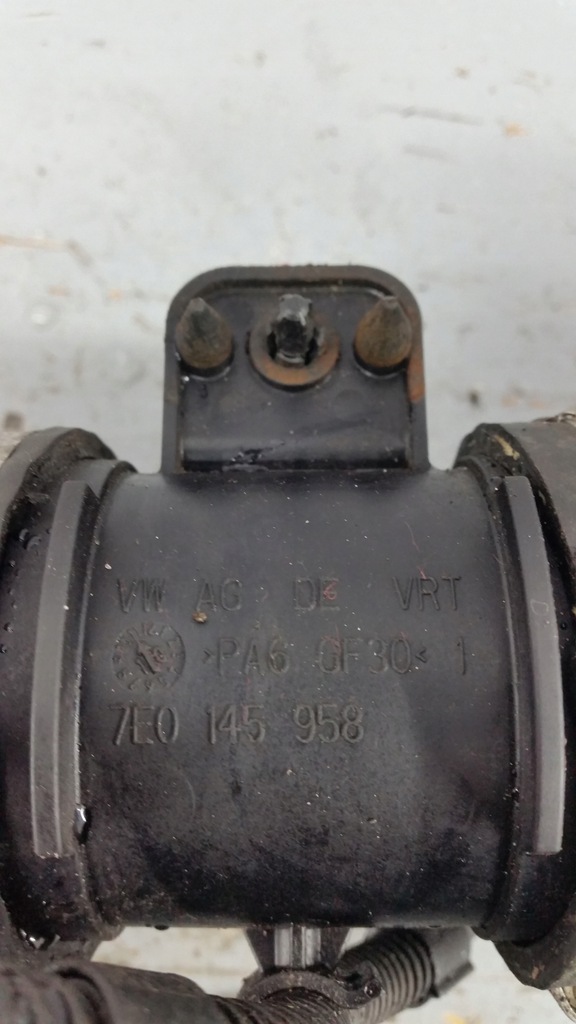 VW AG DE VRT
>PA6 GF30< 1
7E0 145 958